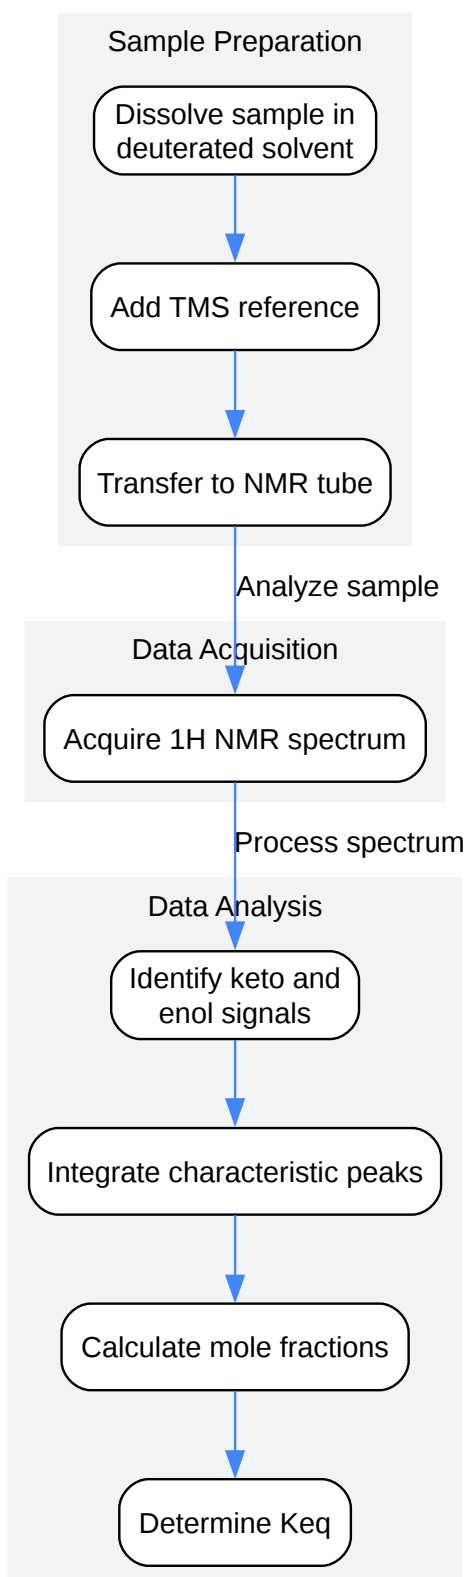 Sample Preparation
Dissolve sample in
deuterated solvent
Add TMS reference
Transfer to NMR tube
Analyze sample
Data Acquisition
Acquire 1H NMR spectrum
Process spectrum
Data Analysis
Identify keto and
enol signals
Integrate characteristic peaks
Calculate mole fractions
Determine Keq